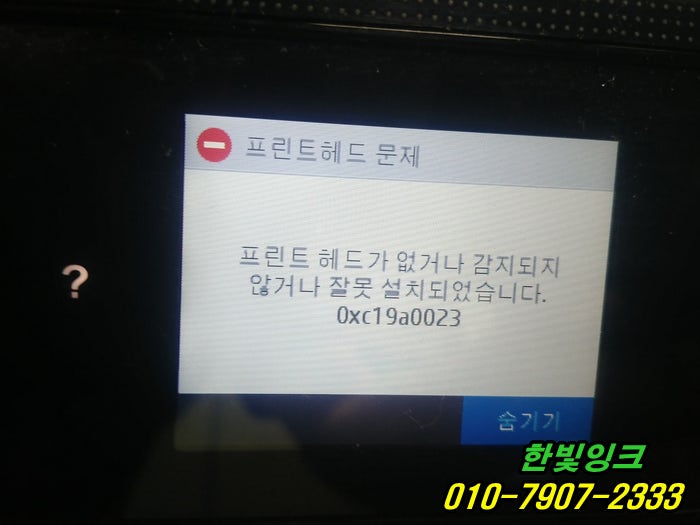 프린트헤드 문제
프린트 헤드가 없거나 감지되지
않거나 잘못 설치되었습니다.
0xc19a0023
?
숨기기
한빛잉크
010-7907-2333